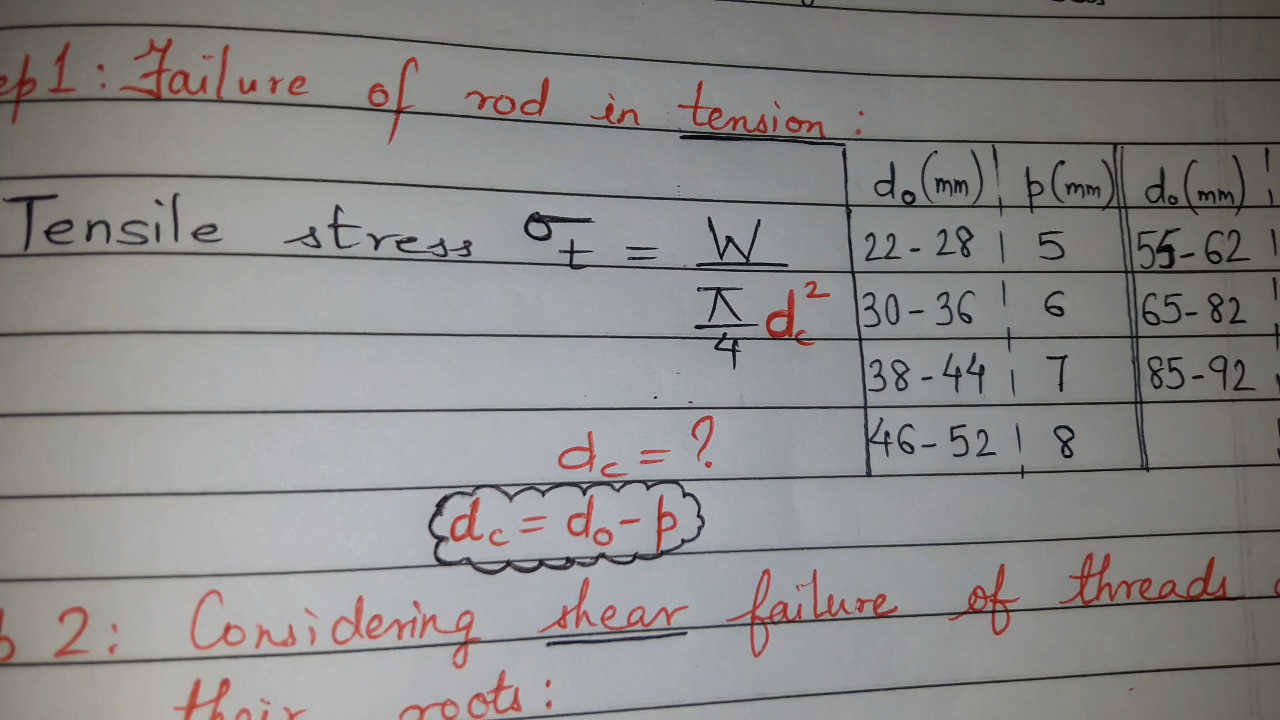 ep1: Failure of rod in tension:
d₀(mm) p(mm) d₀(mm)
Tensile stress σt = W
22-28 5 55-62
π/4 dc² 30-36 6 65-82
38-44 7 85-92
46-52 8
dc = ?
dc = d₀-p
2: Considering shear failure of threads
their roots: